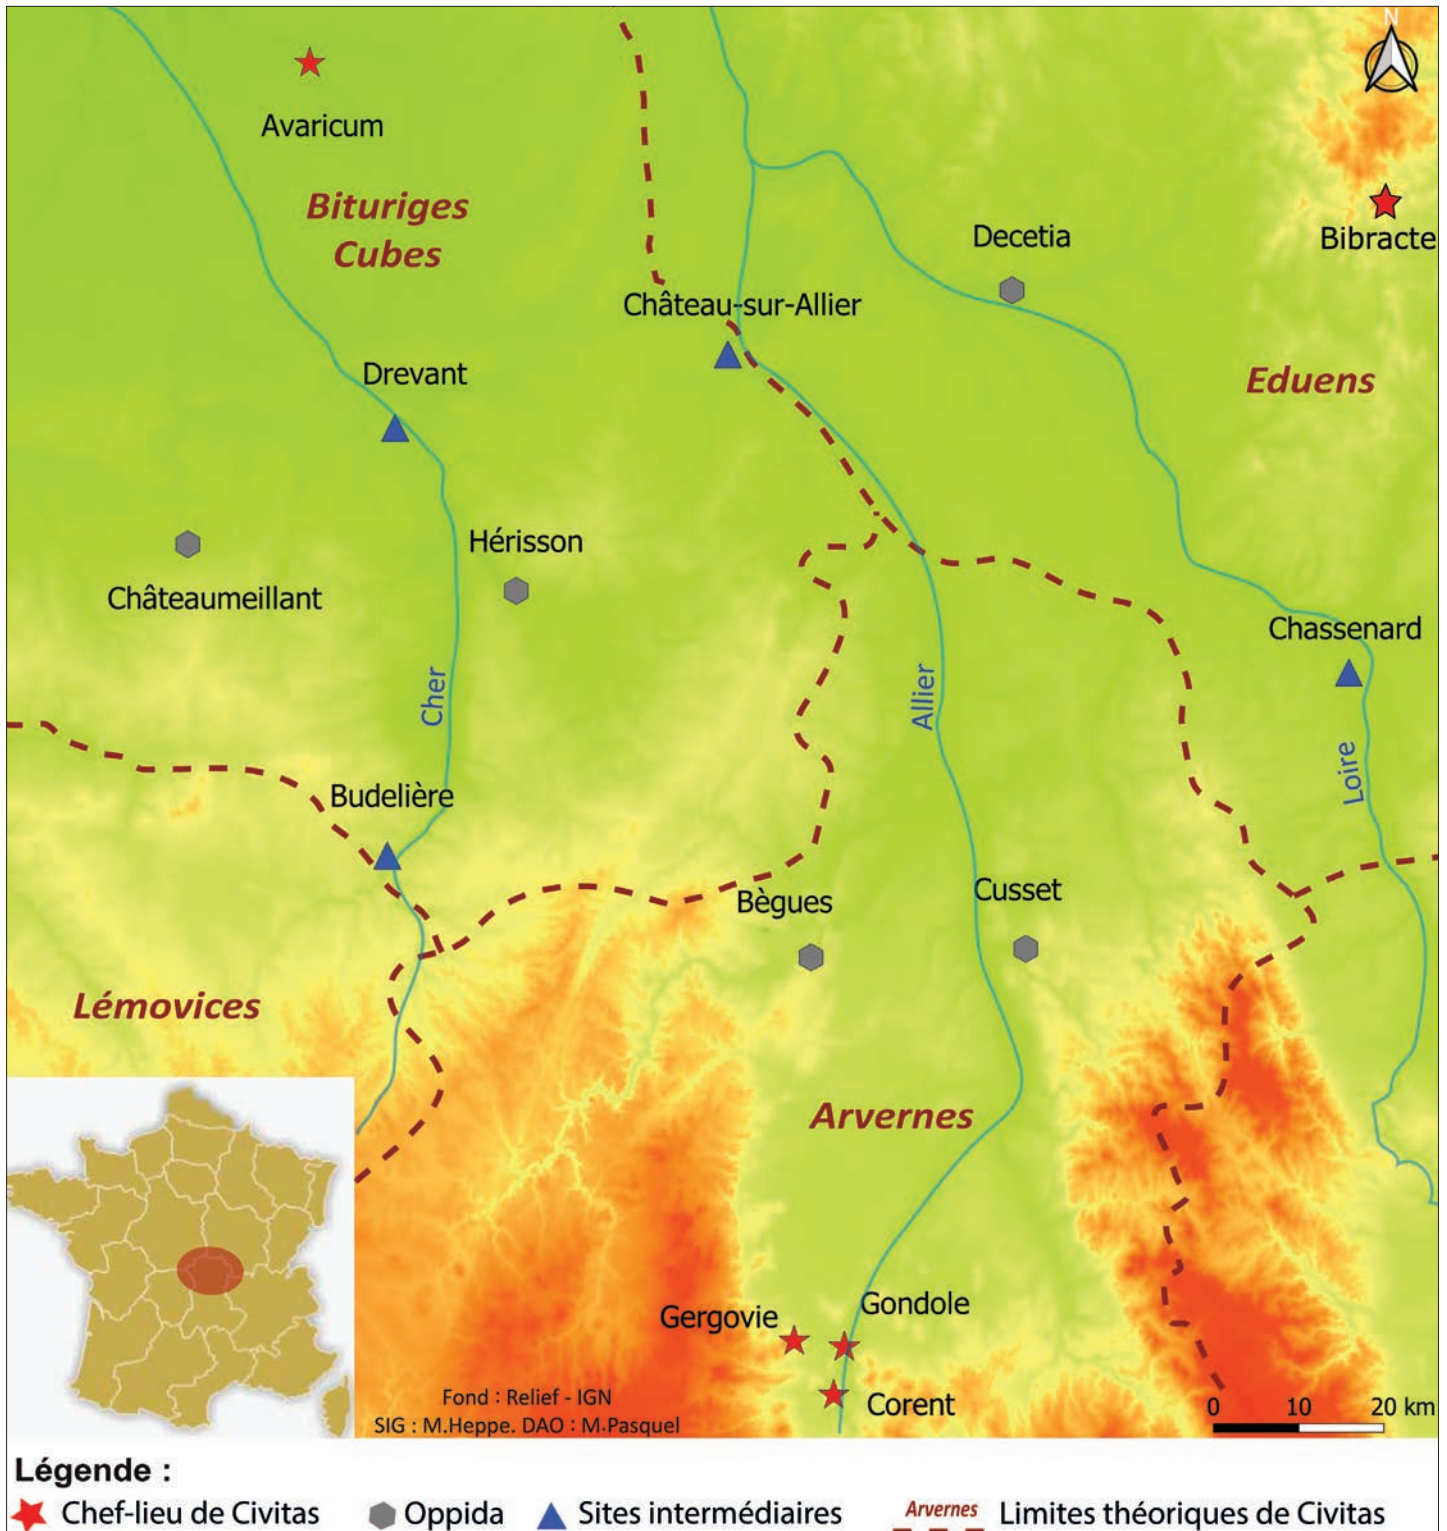 N
Avaricum
Bituriges
Cubes
Decetia
Bibracte
Château-sur-Allier
Drevant
Eduens
Hérisson
Châteaumeillant
Chassenard
Cher
Allier
Loire
Budelière
Bègues
Cusset
Lémovices
Arvernes
Gergovie
Gondole
Corent
Fond : Relief - IGN
SIG : M.Heppe. DAO : M.Pasquel
0 10 20 km
Légende :
Chef-lieu de Civitas
Oppida
Sites intermédiaires
Arvernes
Limites théoriques de Civitas